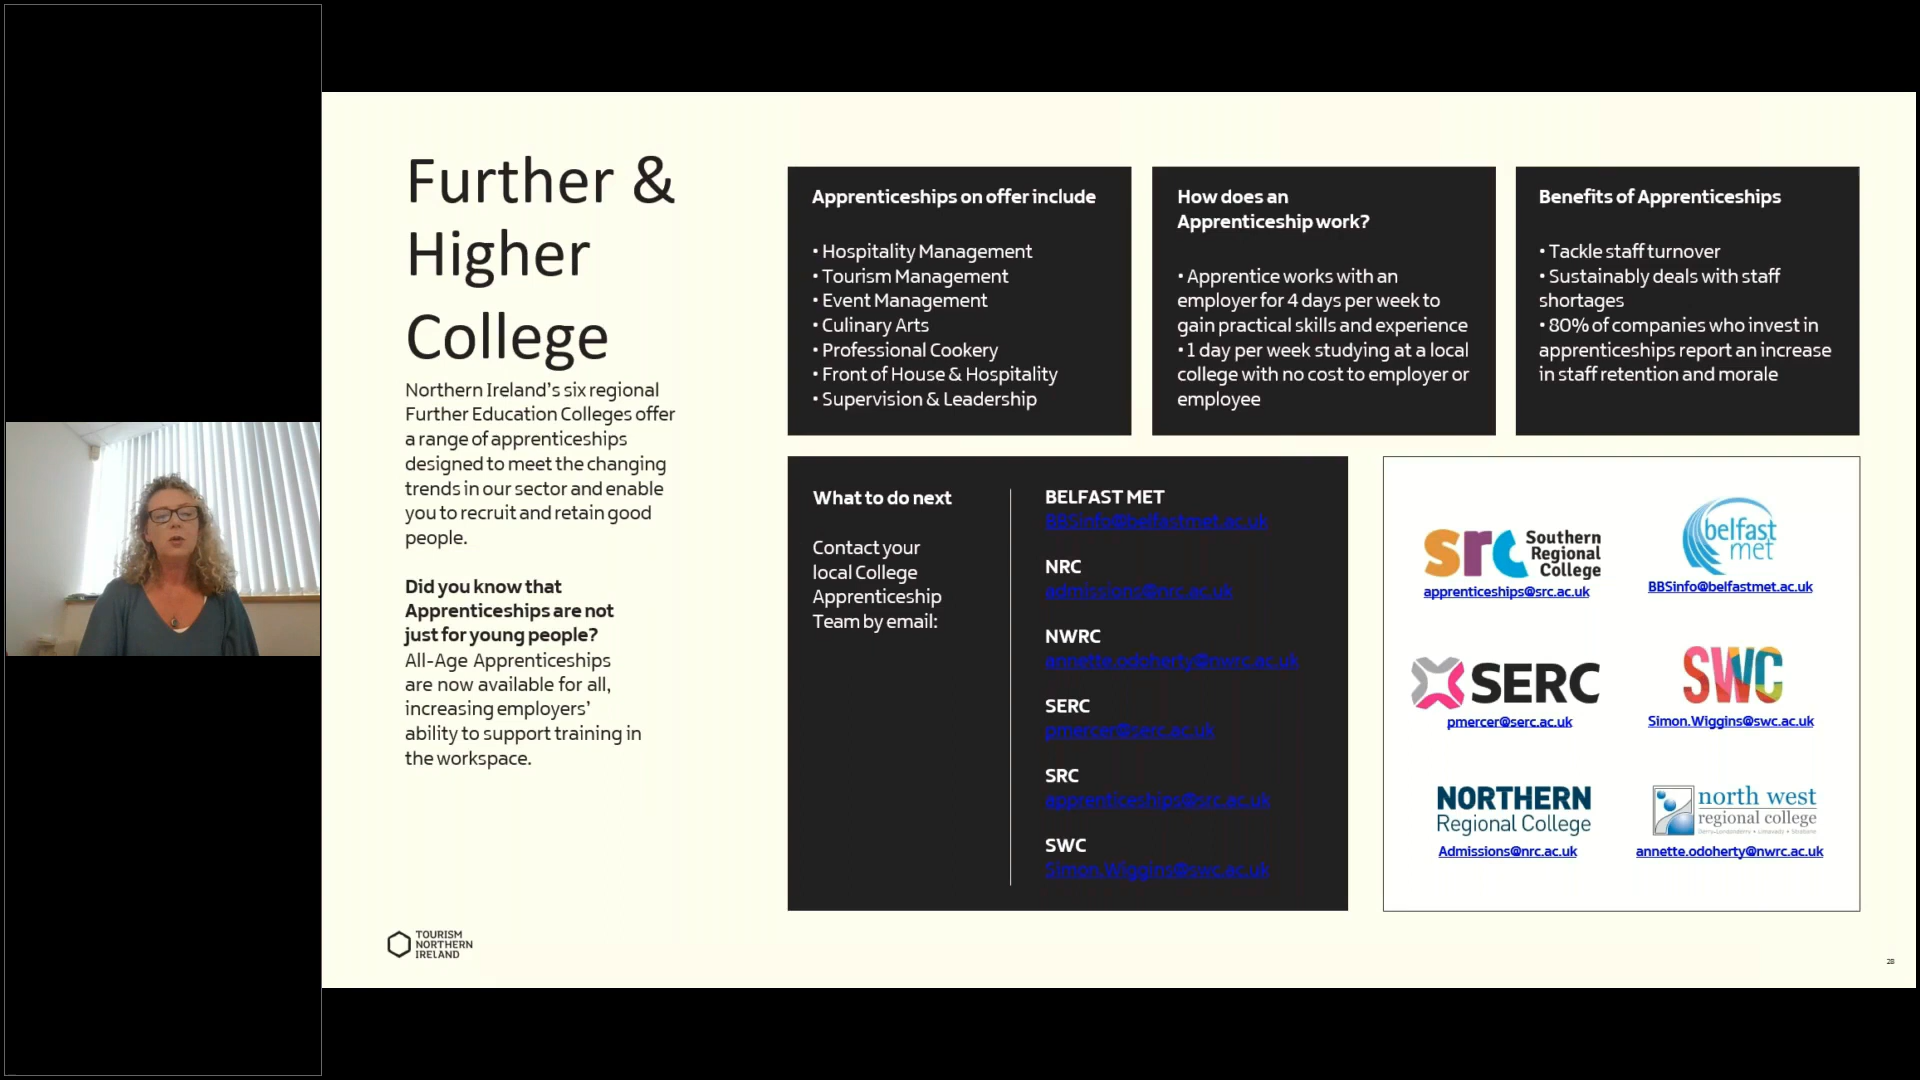 Further &
Higher
College
Northern Ireland's six regional
Further Education Colleges offer
a range of apprenticeships
designed to meet the changing
trends in our sector and enable
you to recruit and retain good
people.
Did you know that
Apprenticeships are not
just for young people?
All-Age Apprenticeships
are now available for all,
increasing employers'
ability to support training in
the workspace.
Apprenticeships on offer include
• Hospitality Management
• Tourism Management
• Event Management
• Culinary Arts
• Professional Cookery
• Front of House & Hospitality
• Supervision & Leadership
How does an
Apprenticeship work?
• Apprentice works with an
employer for 4 days per week to
gain practical skills and experience
• 1 day per week studying at a local
college with no cost to employer or
employee
Benefits of Apprenticeships
• Tackle staff turnover
• Sustainably deals with staff
shortages
• 80% of companies who invest in
apprenticeships report an increase
in staff retention and morale
What to do next
Contact your
local College
Apprenticeship
Team by email:
BELFAST MET
BBSinfo@belfastmet.ac.uk
NRC
admissions@nrc.ac.uk
NWRC
annette.odoherty@nwrc.ac.uk
SERC
pmercer@serc.ac.uk
SRC
apprenticeships@src.ac.uk
SWC
Simon.Wiggins@swc.ac.uk
src Southern
Regional
College
apprenticeships@src.ac.uk
belfast
met
BBSinfo@belfastmet.ac.uk
SERC
pmercer@serc.ac.uk
SWC
Simon.Wiggins@swc.ac.uk
NORTHERN
Regional College
Admissions@nrc.ac.uk
north west
regional college
annette.odoherty@nwrc.ac.uk
TOURISM
NORTHERN
IRELAND
28